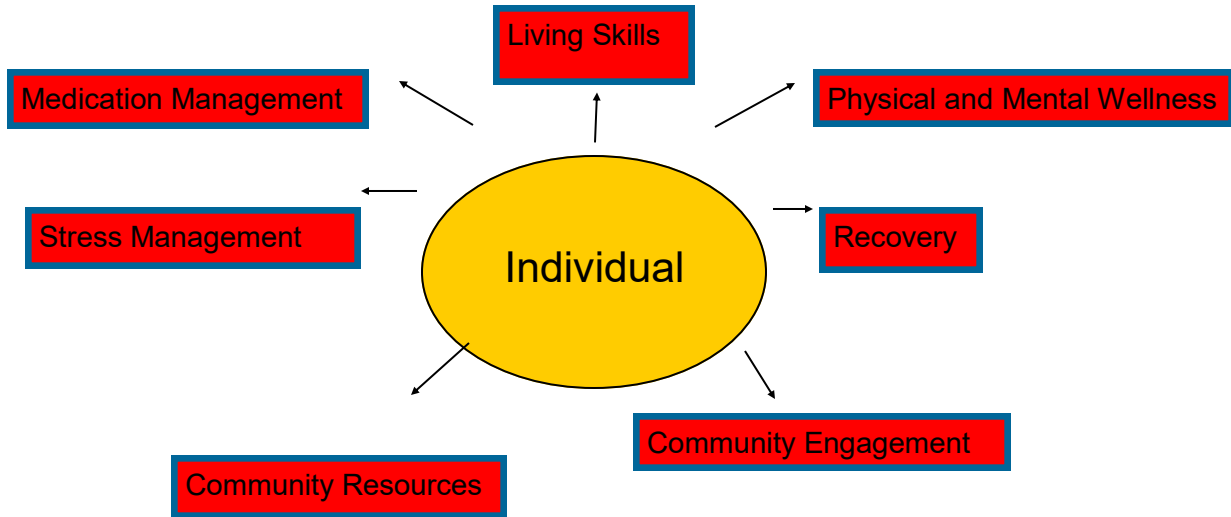 Living Skills
Medication Management
Physical and Mental Wellness
Stress Management
Recovery
Individual
Community Engagement
Community Resources